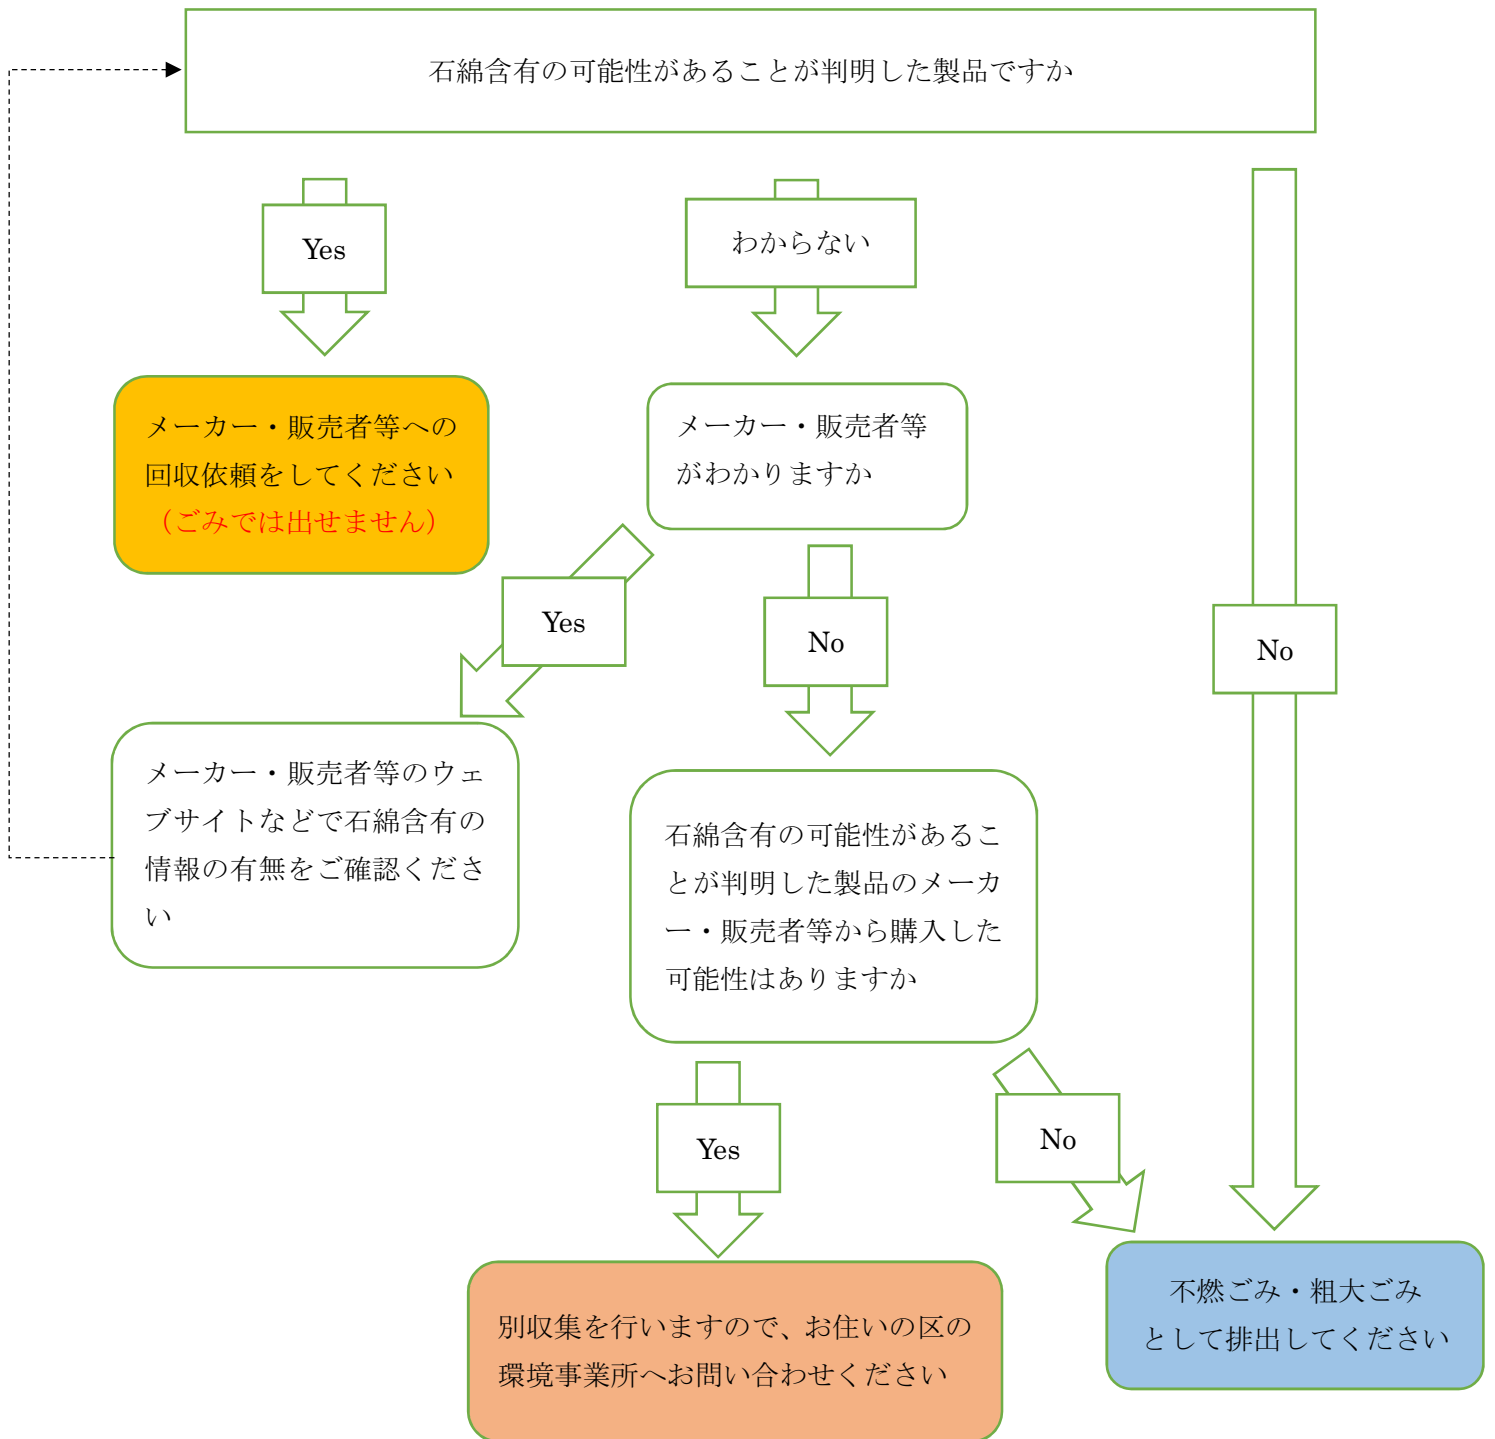 石綿含有の可能性があることが判明した製品ですか
Yes
わからない
メーカー・販売者等への
回収依頼をしてください
（ごみでは出せません）
メーカー・販売者等
がわかりますか
Yes
No
No
メーカー・販売者等のウェ
ブサイトなどで石綿含有の
情報の有無をご確認くださ
い
石綿含有の可能性があるこ
とが判明した製品のメーカ
ー・販売者等から購入した
可能性はありますか
Yes
No
別収集を行いますので、お住いの区の
環境事業所へお問い合わせください
不燃ごみ・粗大ごみ
として排出してください